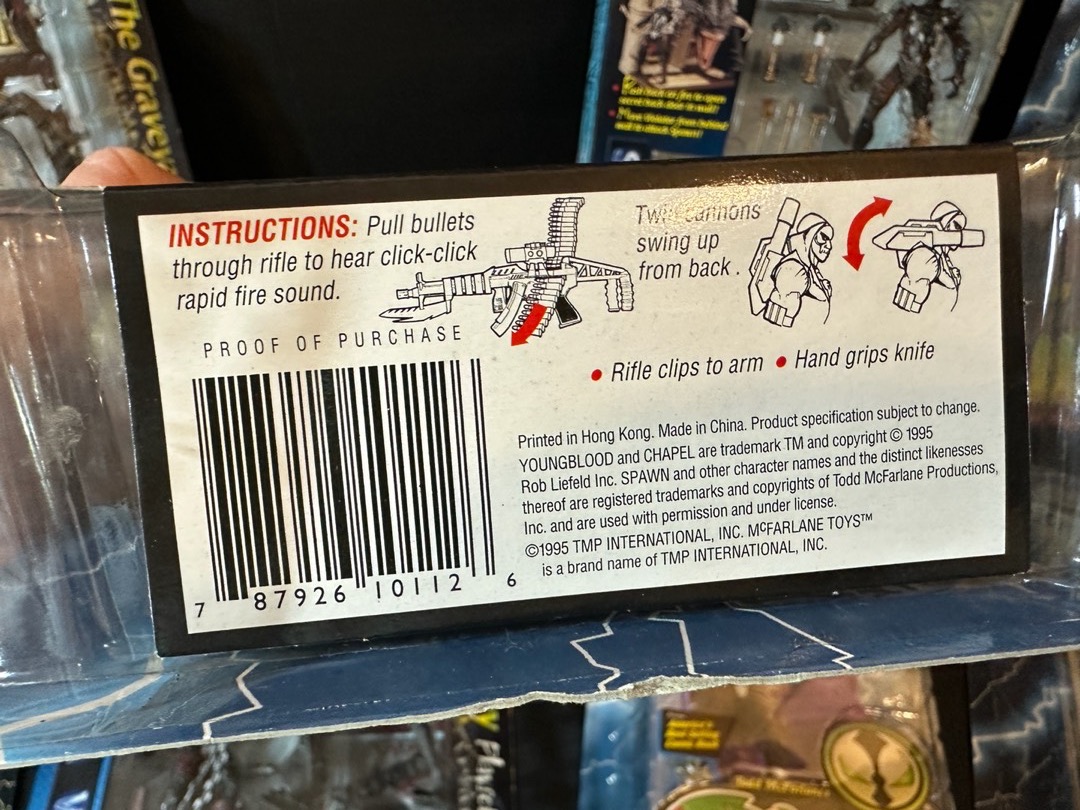 The Gravey
INSTRUCTIONS: Pull bullets
through rifle to hear click-click
rapid fire sound.
Twin cannons
swing up
from back.
PROOF OF PURCHASE
• Rifle clips to arm • Hand grips knife
Printed in Hong Kong. Made in China. Product specification subject to change.
YOUNGBLOOD and CHAPEL are trademark TM and copyright © 1995
Rob Liefeld Inc. SPAWN and other character names and the distinct likenesses
thereof are registered trademarks and copyrights of Todd McFarlane Productions,
Inc. and are used with permission and under license.
©1995 TMP INTERNATIONAL, INC. McFARLANE TOYS™
is a brand name of TMP INTERNATIONAL, INC.
7 87926 10112 6